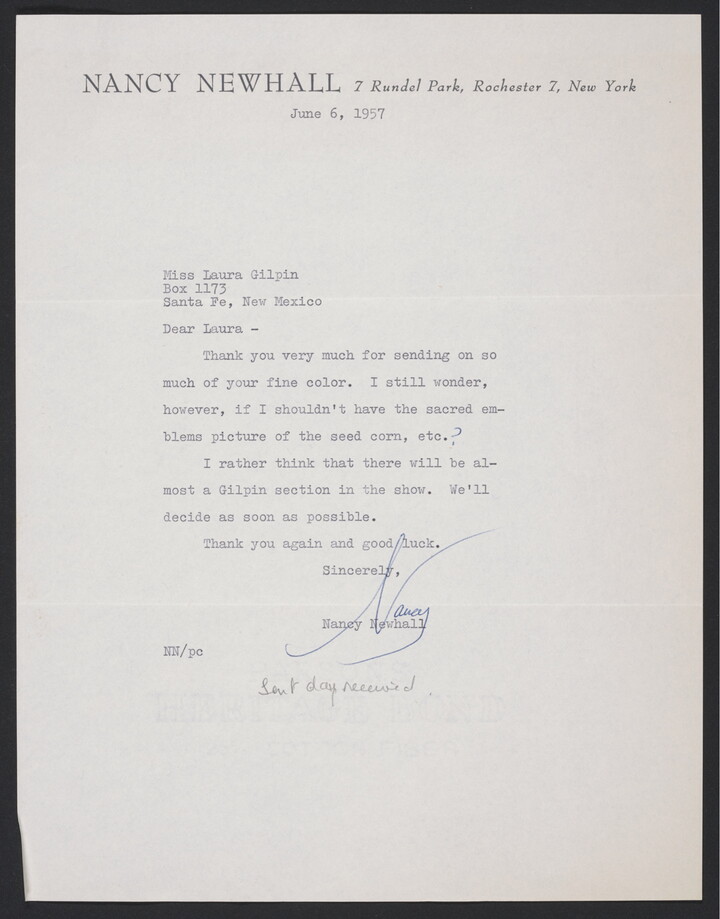 NANCY NEWHALL 7 Rundel Park, Rochester 7, New York
June 6, 1957
Miss Laura Gilpin
Box 1173
Santa Fe, New Mexico
Dear Laura -
Thank you very much for sending on so
much of your fine color. I still wonder,
however, if I shouldn't have the sacred em-
blems picture of the seed corn, etc.?
I rather think that there will be al-
most a Gilpin section in the show. We'll
decide as soon as possible.
Thank you again and good luck.
Sincerely,
Nancy
Nancy Newhall
NN/pc
Sent day received.
COTTON FIBER